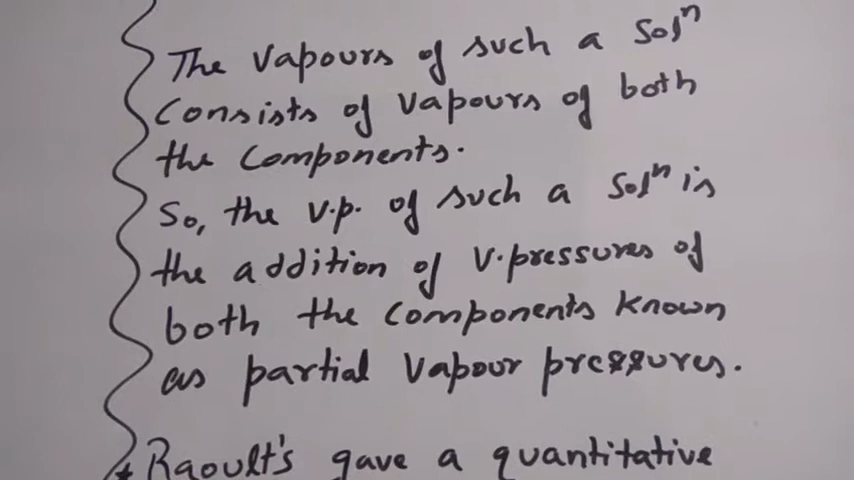 The vapours of such a Solⁿ
consists of vapours of both
the components.
So, the v.p. of such a Solⁿ is
the addition of v.pressures of
both the components known
as partial vapour pressures.
* Raoult's gave a quantitative